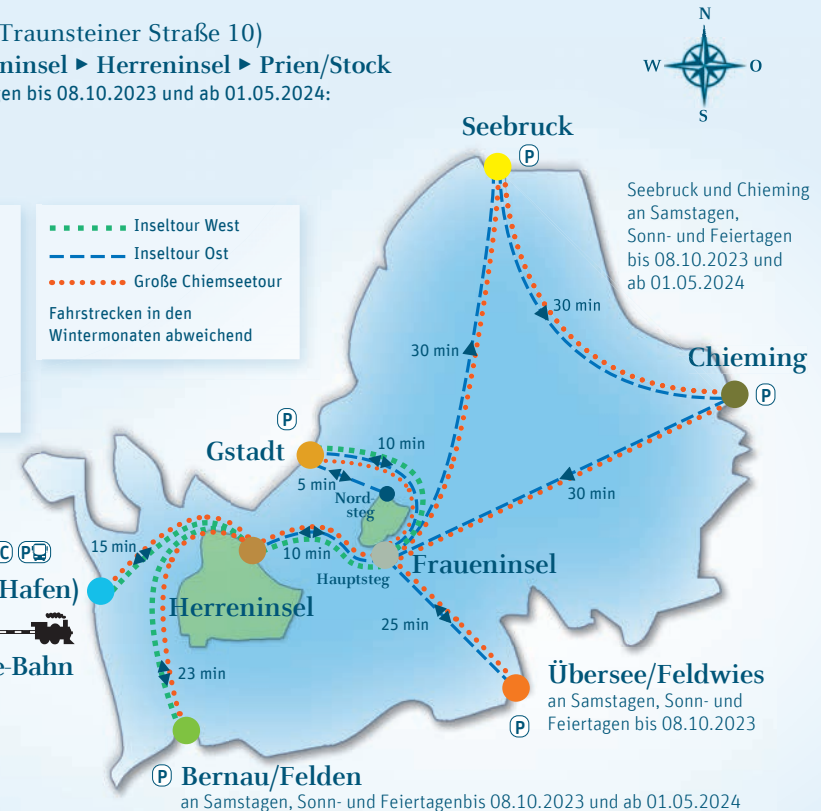 Traunsteiner Straße 10)
ninsel ▸ Herreninsel ▸ Prien/Stock
gen bis 08.10.2023 und ab 01.05.2024:
N
W
O
S
Seebruck
P
Seebruck und Chieming
an Samstagen,
Sonn- und Feiertagen
bis 08.10.2023 und
ab 01.05.2024
Inseltour West
Inseltour Ost
Große Chiemseetour
Fahrstrecken in den
Wintermonaten abweichend
30 min
30 min
Chieming
P
P
Gstadt
10 min
5 min
Nord-
steg
30 min
C P
15 min
10 min
Hauptsteg
Fraueninsel
Hafen)
Herreninsel
25 min
e-Bahn
23 min
Übersee/Feldwies
an Samstagen, Sonn- und
Feiertagen bis 08.10.2023
P
P Bernau/Felden
an Samstagen, Sonn- und Feiertagenbis 08.10.2023 und ab 01.05.2024